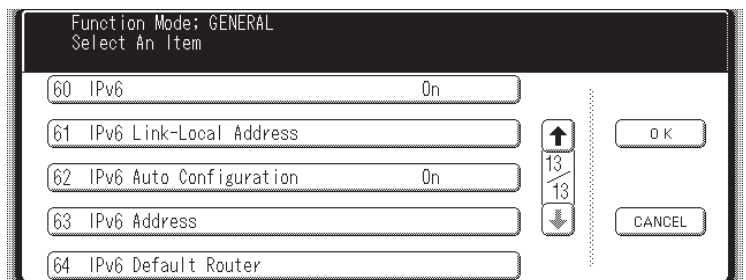 Function Mode; GENERAL
Select An Item
60 IPv6 On
61 IPv6 Link-Local Address
62 IPv6 Auto Configuration On
63 IPv6 Address
64 IPv6 Default Router
13/13
OK
CANCEL